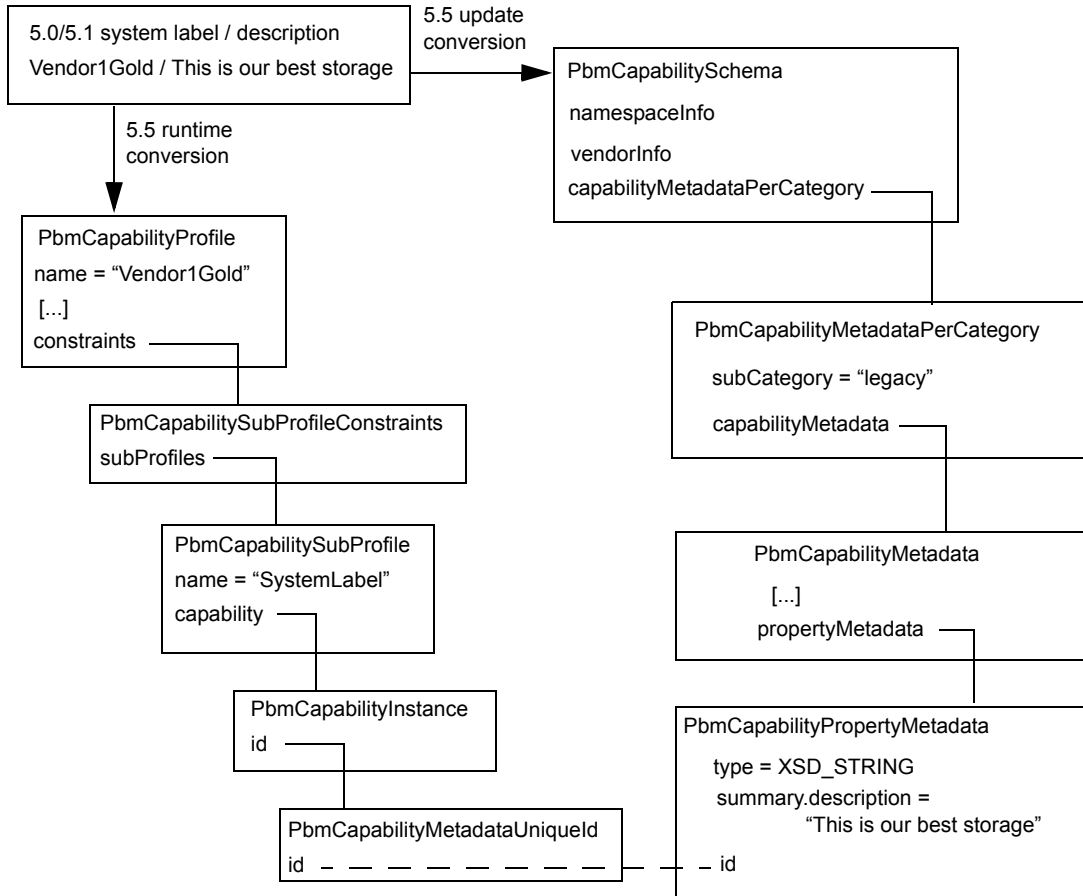 5.0/5.1 system label / description
Vendor1Gold / This is our best storage
5.5 update
conversion
5.5 runtime
conversion
PbmCapabilitySchema
namespaceInfo
vendorInfo
capabilityMetadataPerCategory
PbmCapabilityProfile
name = “Vendor1Gold”
[...]
constraints
PbmCapabilityMetadataPerCategory
subCategory = “legacy”
capabilityMetadata
PbmCapabilitySubProfileConstraints
subProfiles
PbmCapabilitySubProfile
name = “SystemLabel”
capability
PbmCapabilityMetadata
[...]
propertyMetadata
PbmCapabilityInstance
id
PbmCapabilityPropertyMetadata
type = XSD_STRING
summary.description =
“This is our best storage”
id
PbmCapabilityMetadataUniqueId
id